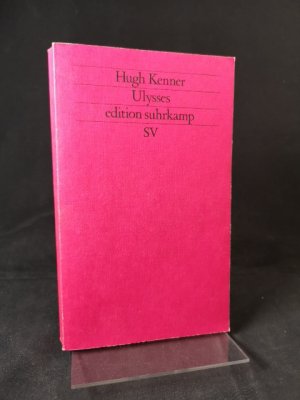 Hugh Kenner
Ulysses
edition suhrkamp
SV